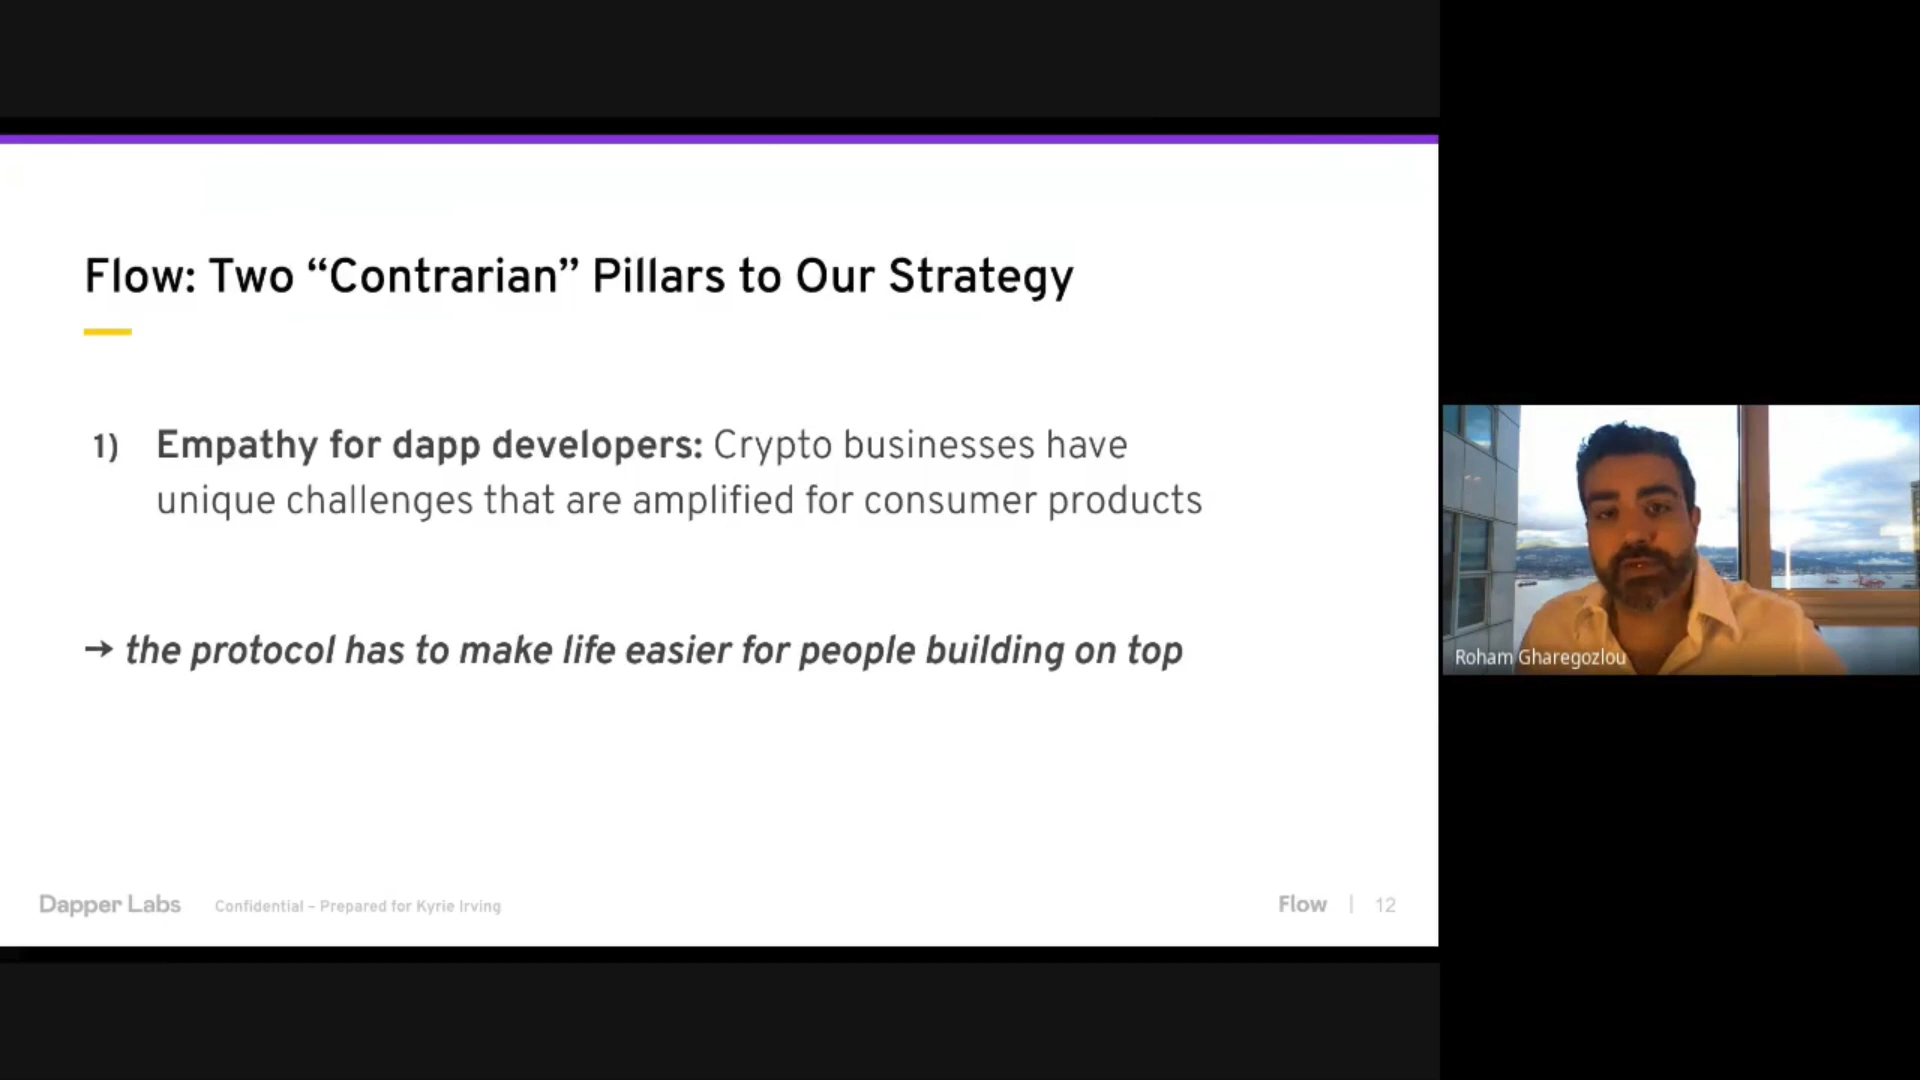 Flow: Two “Contrarian” Pillars to Our Strategy
1) Empathy for dapp developers: Crypto businesses have
unique challenges that are amplified for consumer products
→ the protocol has to make life easier for people building on top
Dapper Labs Confidential – Prepared for Kyrie Irving Flow | 12
Roham Gharegozlou